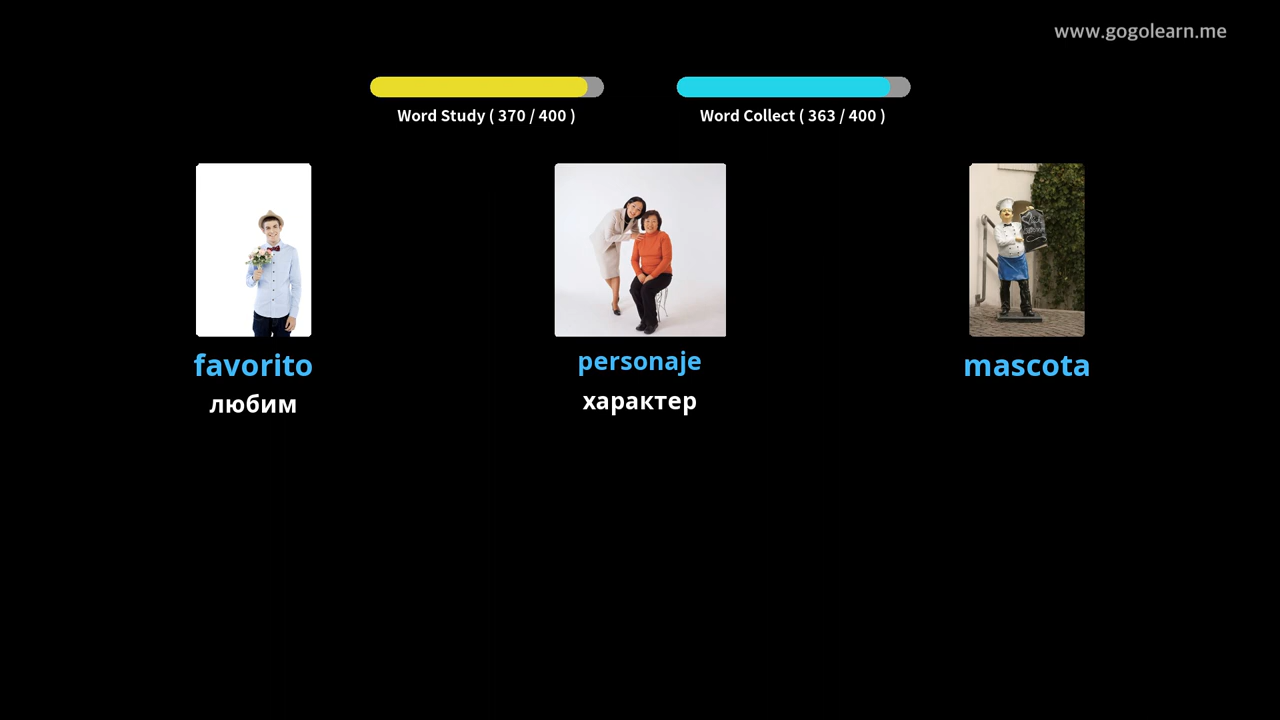 www.gogolearn.me
Word Study ( 370 / 400 )
Word Collect ( 363 / 400 )
favorito
personaje
mascota
любим
характер